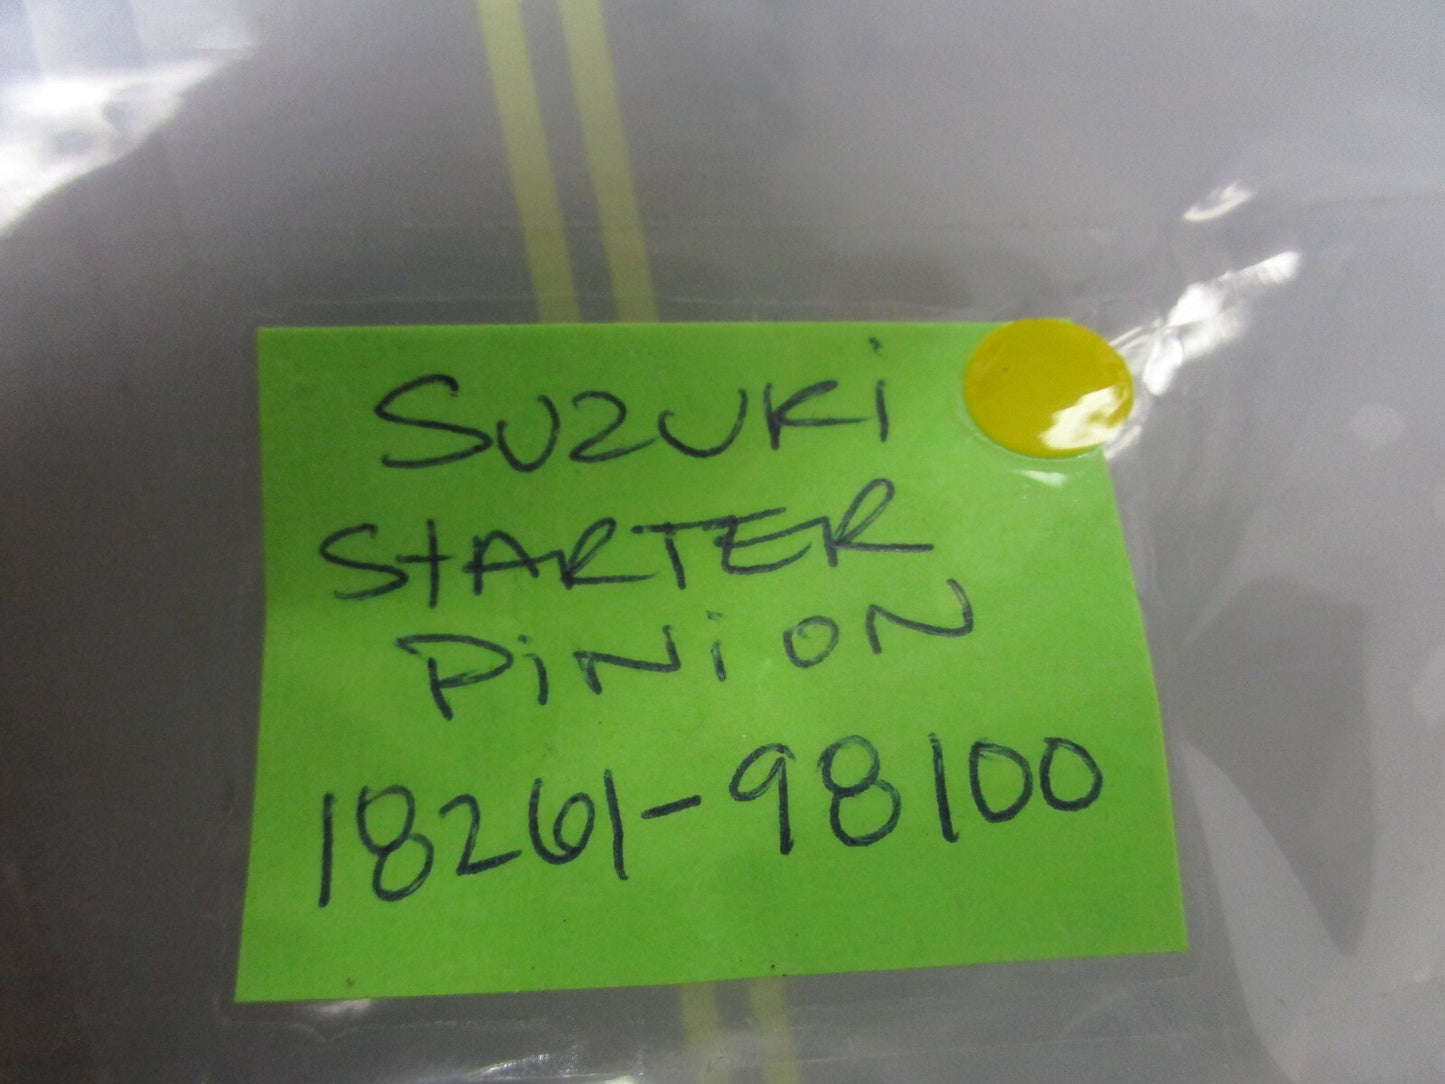 SUZUKi
STARTER
PiNiON
18261-98100